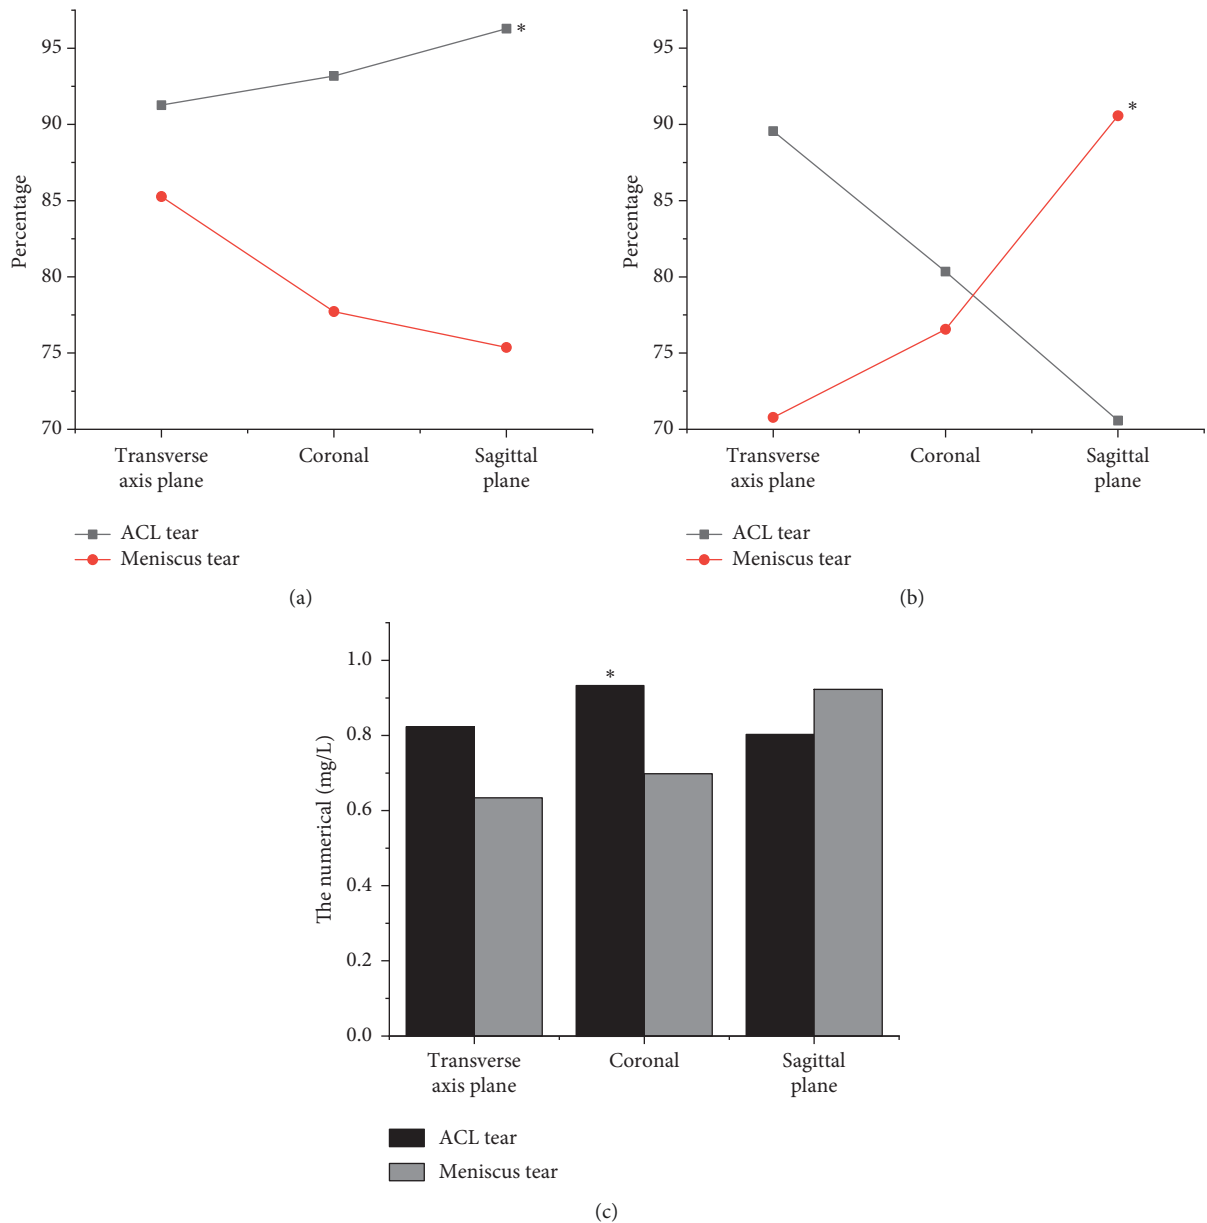 95
90
85
80
75
70
Percentage
*
Transverse
axis plane
Coronal
Sagittal
plane
ACL tear
Meniscus tear
(a)
95
90
85
80
75
70
Percentage
*
Transverse
axis plane
Coronal
Sagittal
plane
ACL tear
Meniscus tear
(b)
1.0
0.8
0.6
0.4
0.2
0.0
The numerical (mg/L)
*
Transverse
axis plane
Coronal
Sagittal
plane
ACL tear
Meniscus tear
(c)